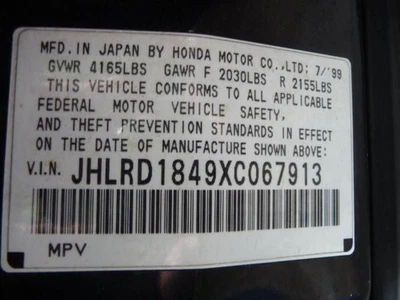 MFD.IN JAPAN BY HONDA MOTOR CO.,LTD: 7/'99
GVWR 4165LBS GAWR F 2030LBS R 2155LBS
THIS VEHICLE CONFORMS TO ALL APPLICABLE
FEDERAL MOTOR VEHICLE SAFETY,
AND THEFT PREVENTION STANDARDS IN EFFECT
ON THE DATE OF MANUFACTURE SHOWN ABOVE:
V.I.N. JHLRD1849XC067913
MPV